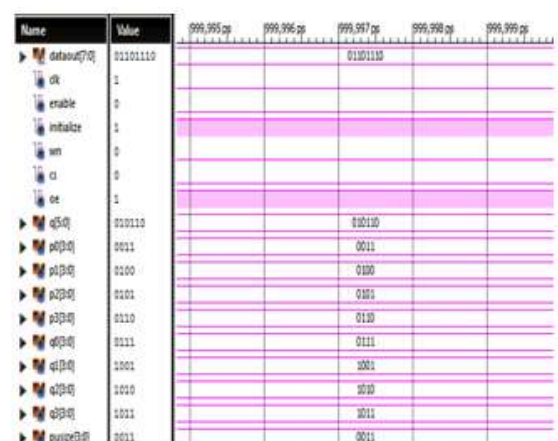 Name Value 999,995 ps 999,996 ps 999,997 ps 999,998 ps 999,999 ps
dataout[7:0] 01101110 01101110
clk 1
enable 0
initialize 1
wn 0
cs 0
oe 1
q[5:0] 010110 010110
p0[3:0] 0011 0011
p1[3:0] 0100 0100
p2[3:0] 0101 0101
p3[3:0] 0110 0110
q0[3:0] 0111 0111
q1[3:0] 1001 1001
q2[3:0] 1010 1010
q3[3:0] 1011 1011
pusize[3:0] 0011 0011